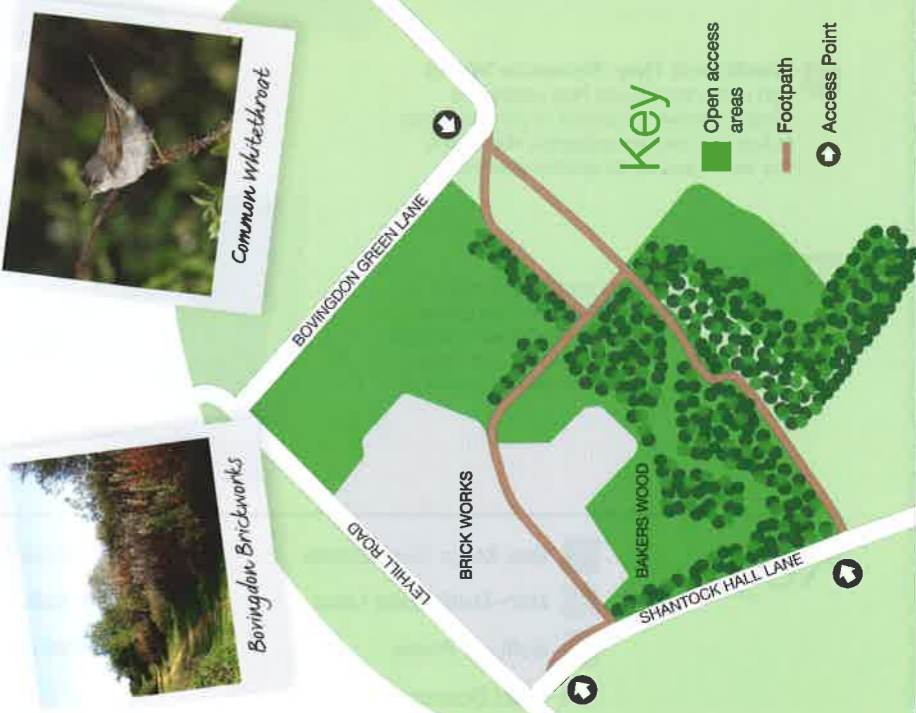 Common Whitethroat
Bovingdon Brickworks
BOVINGDON GREEN LANE
LEYHILL ROAD
BRICK WORKS
BAKERS WOOD
SHANTOCK HALL LANE
Key
Open access
areas
Footpath
Access Point